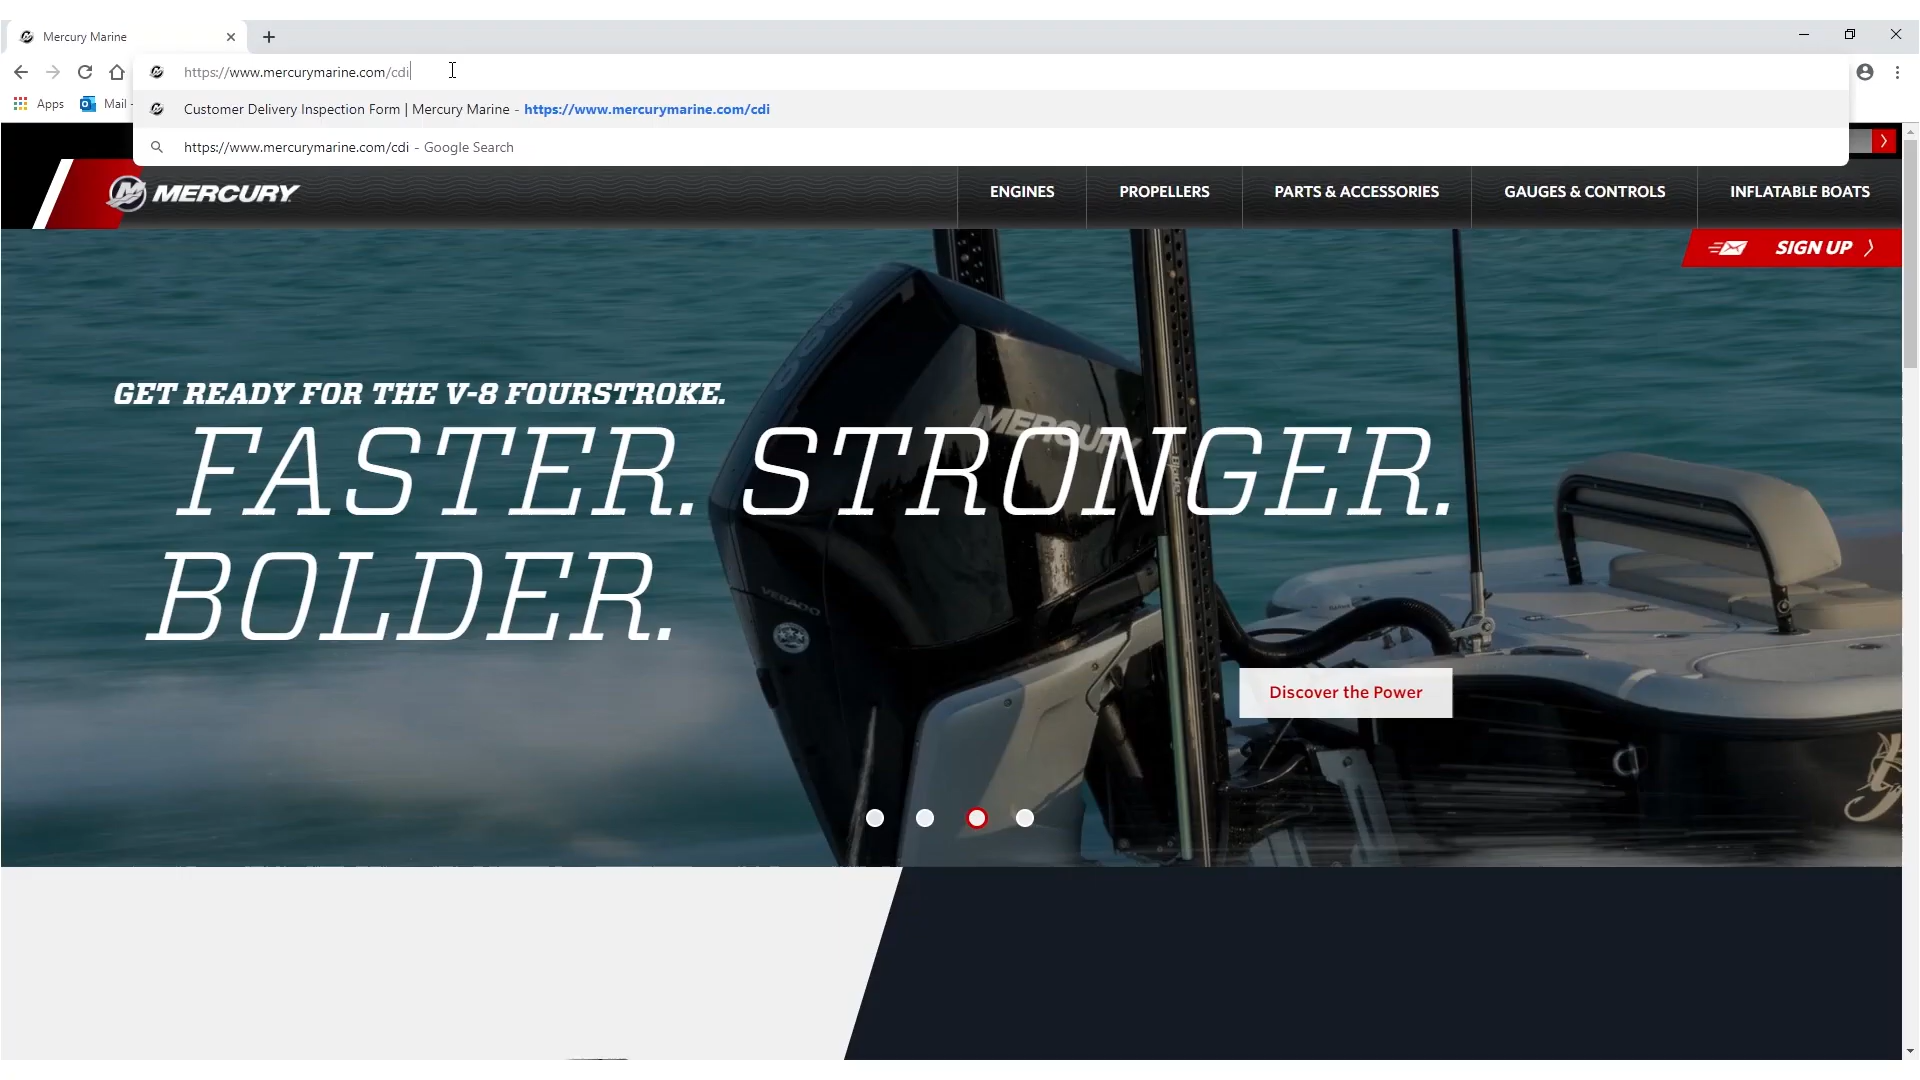 Mercury Marine
https://www.mercurymarine.com/cdi
Apps Mail -
Customer Delivery Inspection Form | Mercury Marine - https://www.mercurymarine.com/cdi
https://www.mercurymarine.com/cdi - Google Search
MERCURY
ENGINES PROPELLERS PARTS & ACCESSORIES GAUGES & CONTROLS INFLATABLE BOATS
SIGN UP
GET READY FOR THE V-8 FOURSTROKE.
MERCURY
FASTER. STRONGER.
BOLDER.
VERADO
Discover the Power